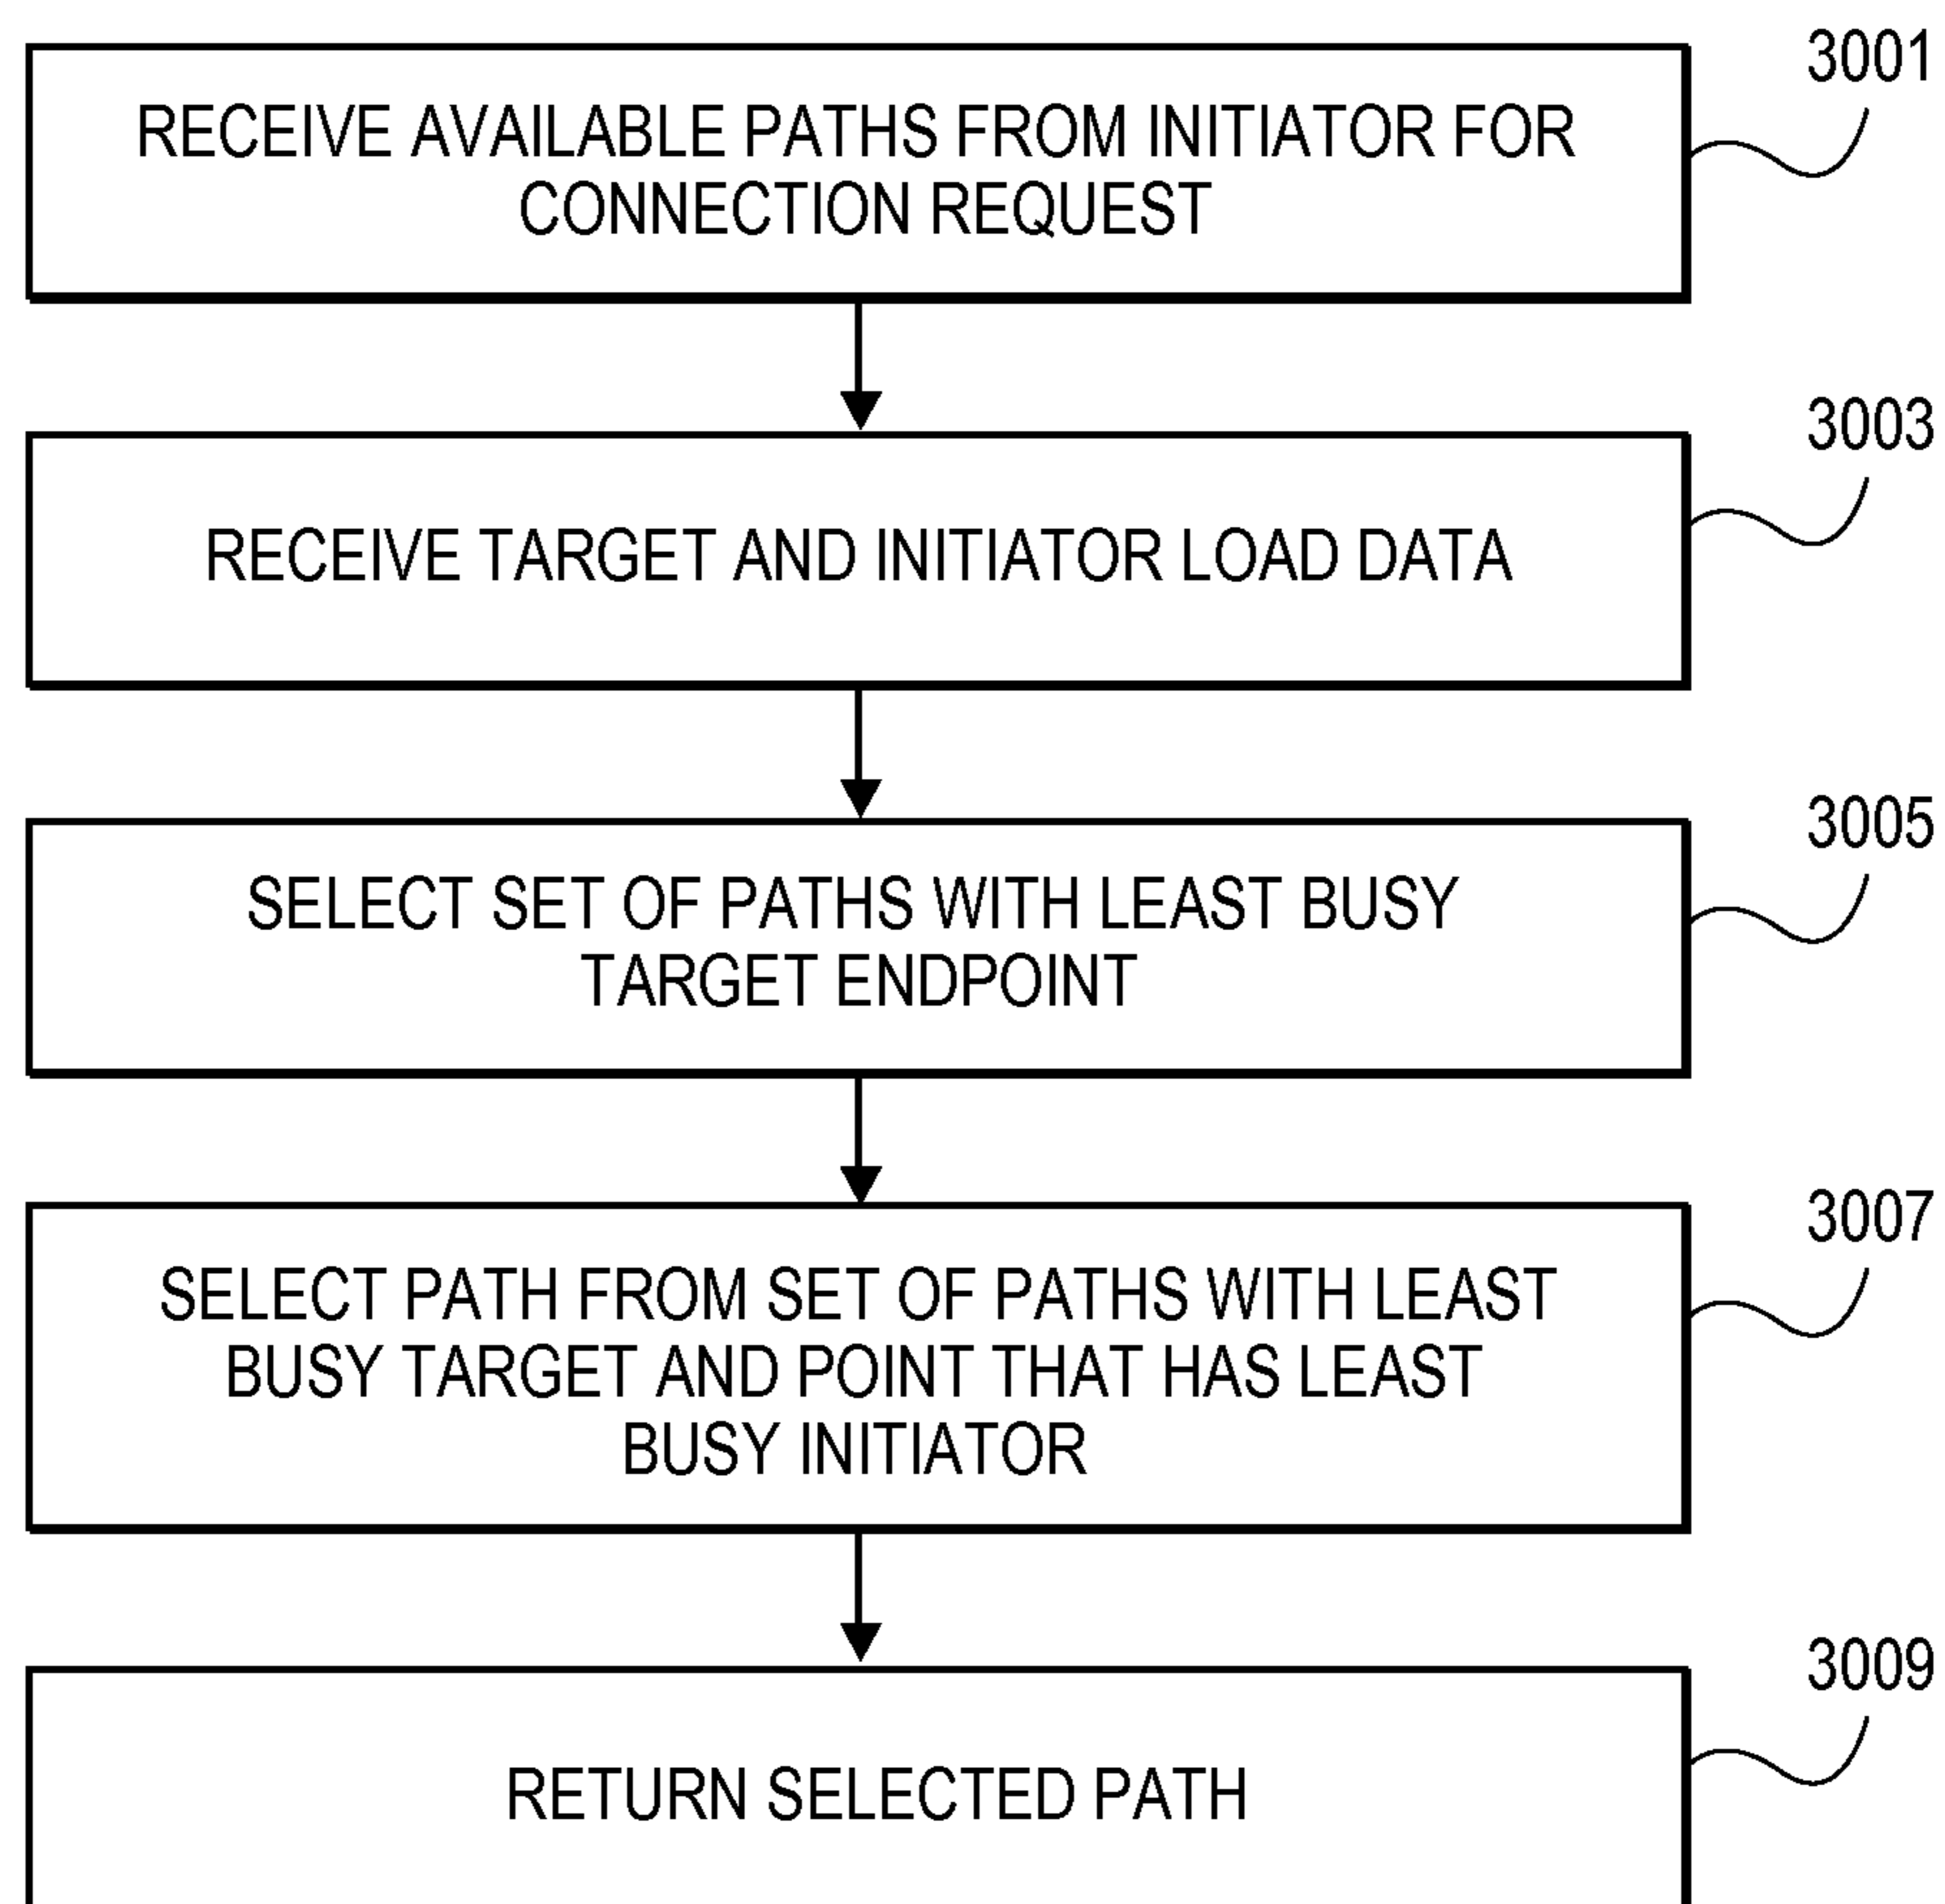 3001
RECEIVE AVAILABLE PATHS FROM INITIATOR FOR
CONNECTION REQUEST
3003
RECEIVE TARGET AND INITIATOR LOAD DATA
3005
SELECT SET OF PATHS WITH LEAST BUSY
TARGET ENDPOINT
3007
SELECT PATH FROM SET OF PATHS WITH LEAST
BUSY TARGET AND POINT THAT HAS LEAST
BUSY INITIATOR
3009
RETURN SELECTED PATH